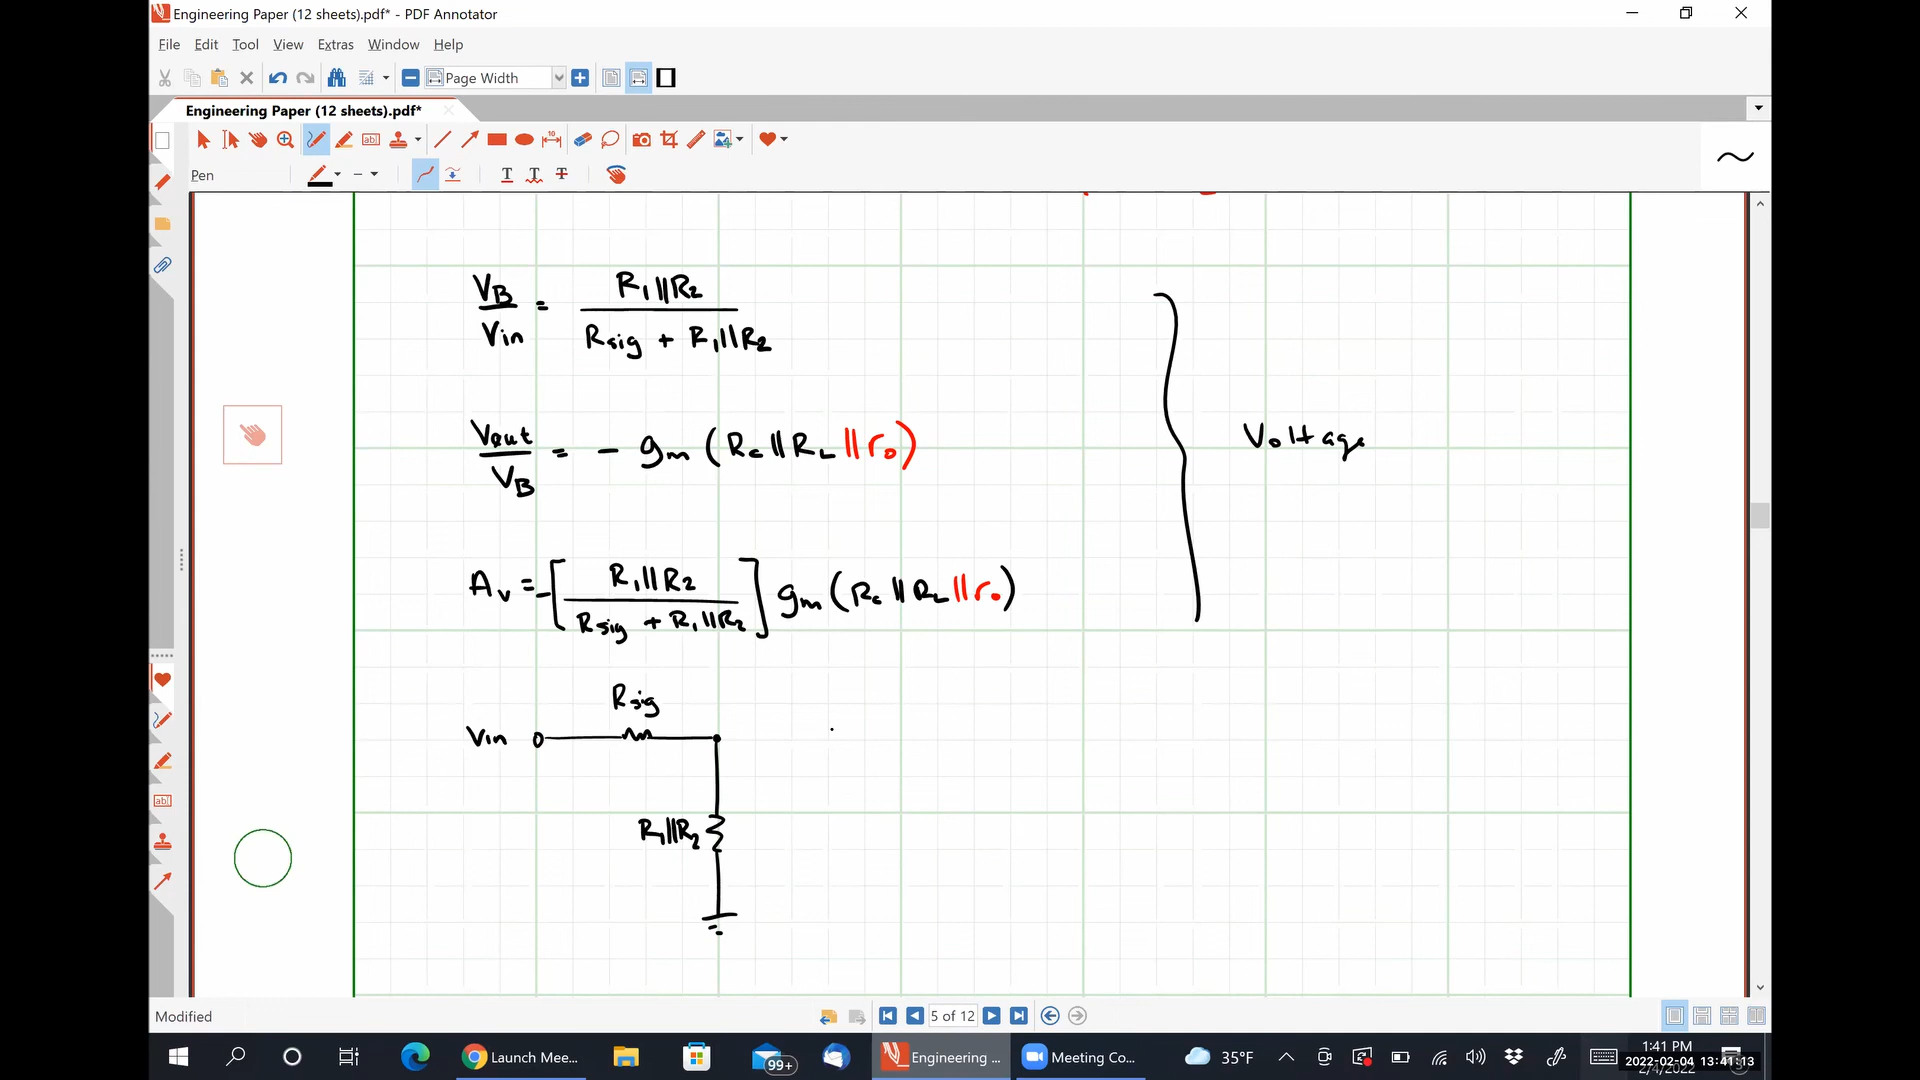 Engineering Paper (12 sheets).pdf* - PDF Annotator
File Edit Tool View Extras Window Help
Page Width
Engineering Paper (12 sheets).pdf*
Pen
VB/Vin = R1||R2 / (Rsig + R1||R2)
Vout/VB = - gm (Rc || RL || ro)
Voltage
Av = -[R1||R2 / (Rsig + R1||R2)] gm (Rc || RL || ro)
Rsig
Vin
R1||R2
Modified
5 of 12
99+
Launch Mee...
Engineering ...
Meeting Co...
35°F
1:41 PM
2022-02-04 13:41:13
2/4/2022